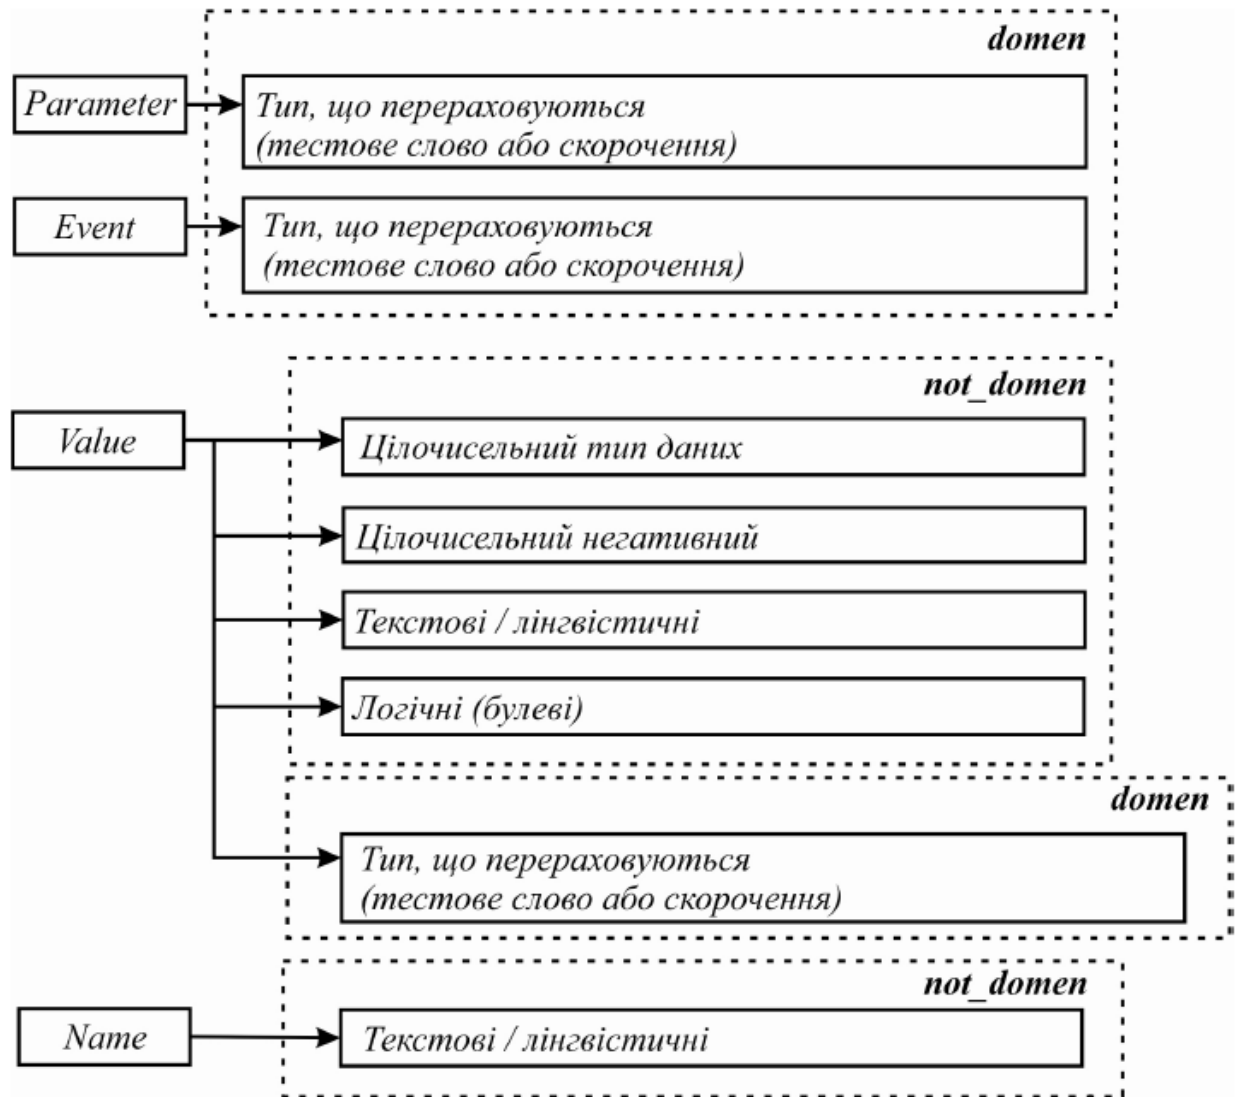 domen
Parameter
Тип, що перераховуються
(тестове слово або скорочення)
Event
Тип, що перераховуються
(тестове слово або скорочення)
not_domen
Value
Цілочисельний тип даних
Цілочисельний негативний
Текстові / лінгвістичні
Логічні (булеві)
domen
Тип, що перераховуються
(тестове слово або скорочення)
not_domen
Name
Текстові / лінгвістичні